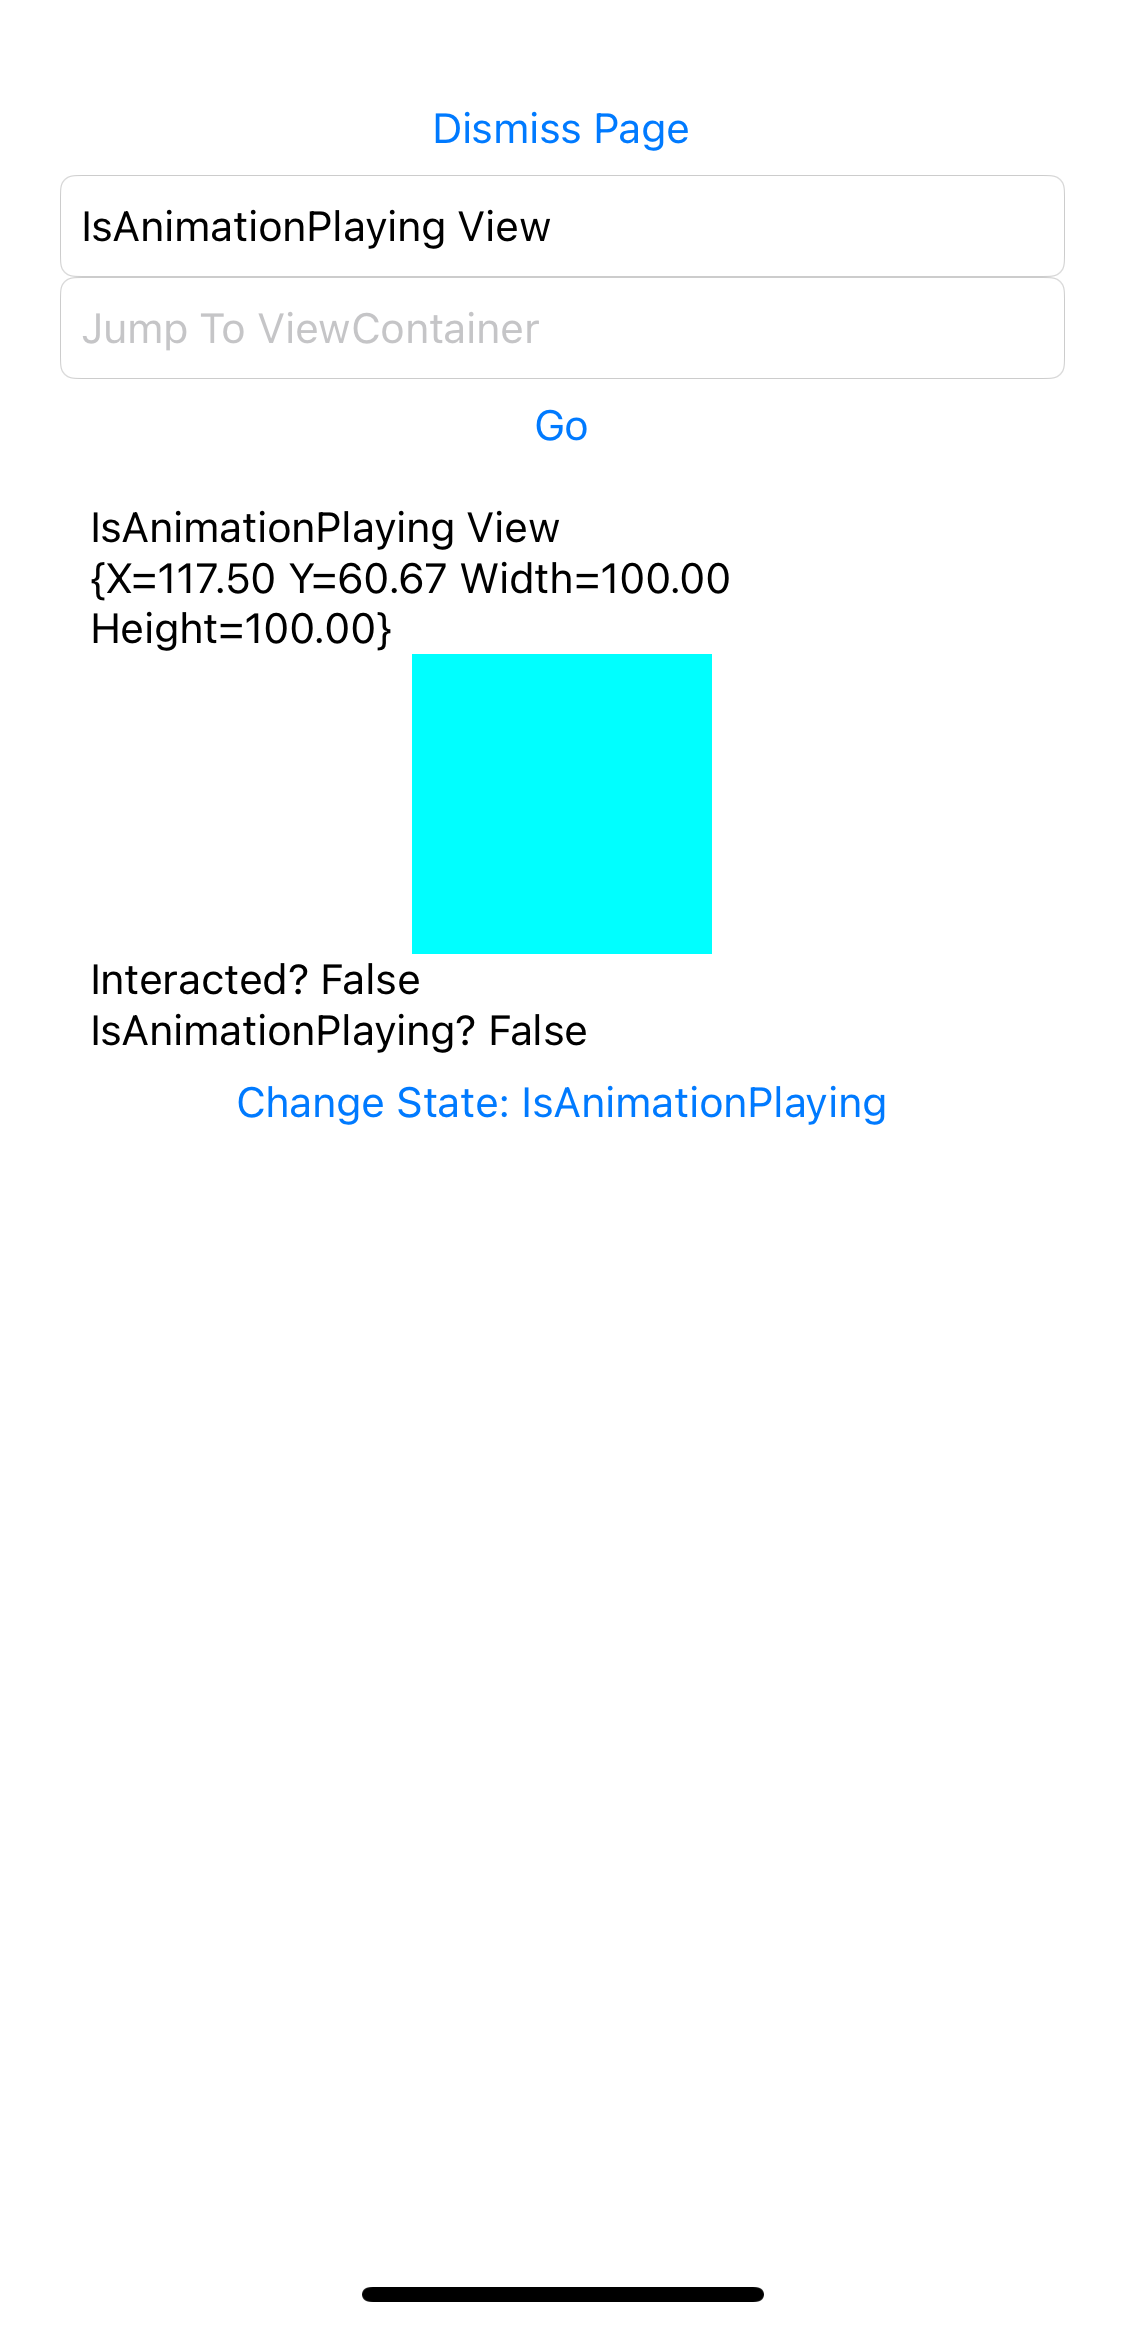 Dismiss Page
IsAnimationPlaying View
Jump To ViewContainer
Go
IsAnimationPlaying View
{X=117.50 Y=60.67 Width=100.00
Height=100.00}
Interacted? False
IsAnimationPlaying? False
Change State: IsAnimationPlaying